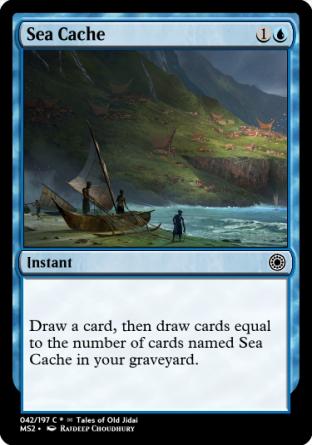 Sea Cache 1
Instant
Draw a card, then draw cards equal
to the number of cards named Sea
Cache in your graveyard.
042/197 C * ≈ Tales of Old Jidai
MS2 • Rajdeep Choudhury